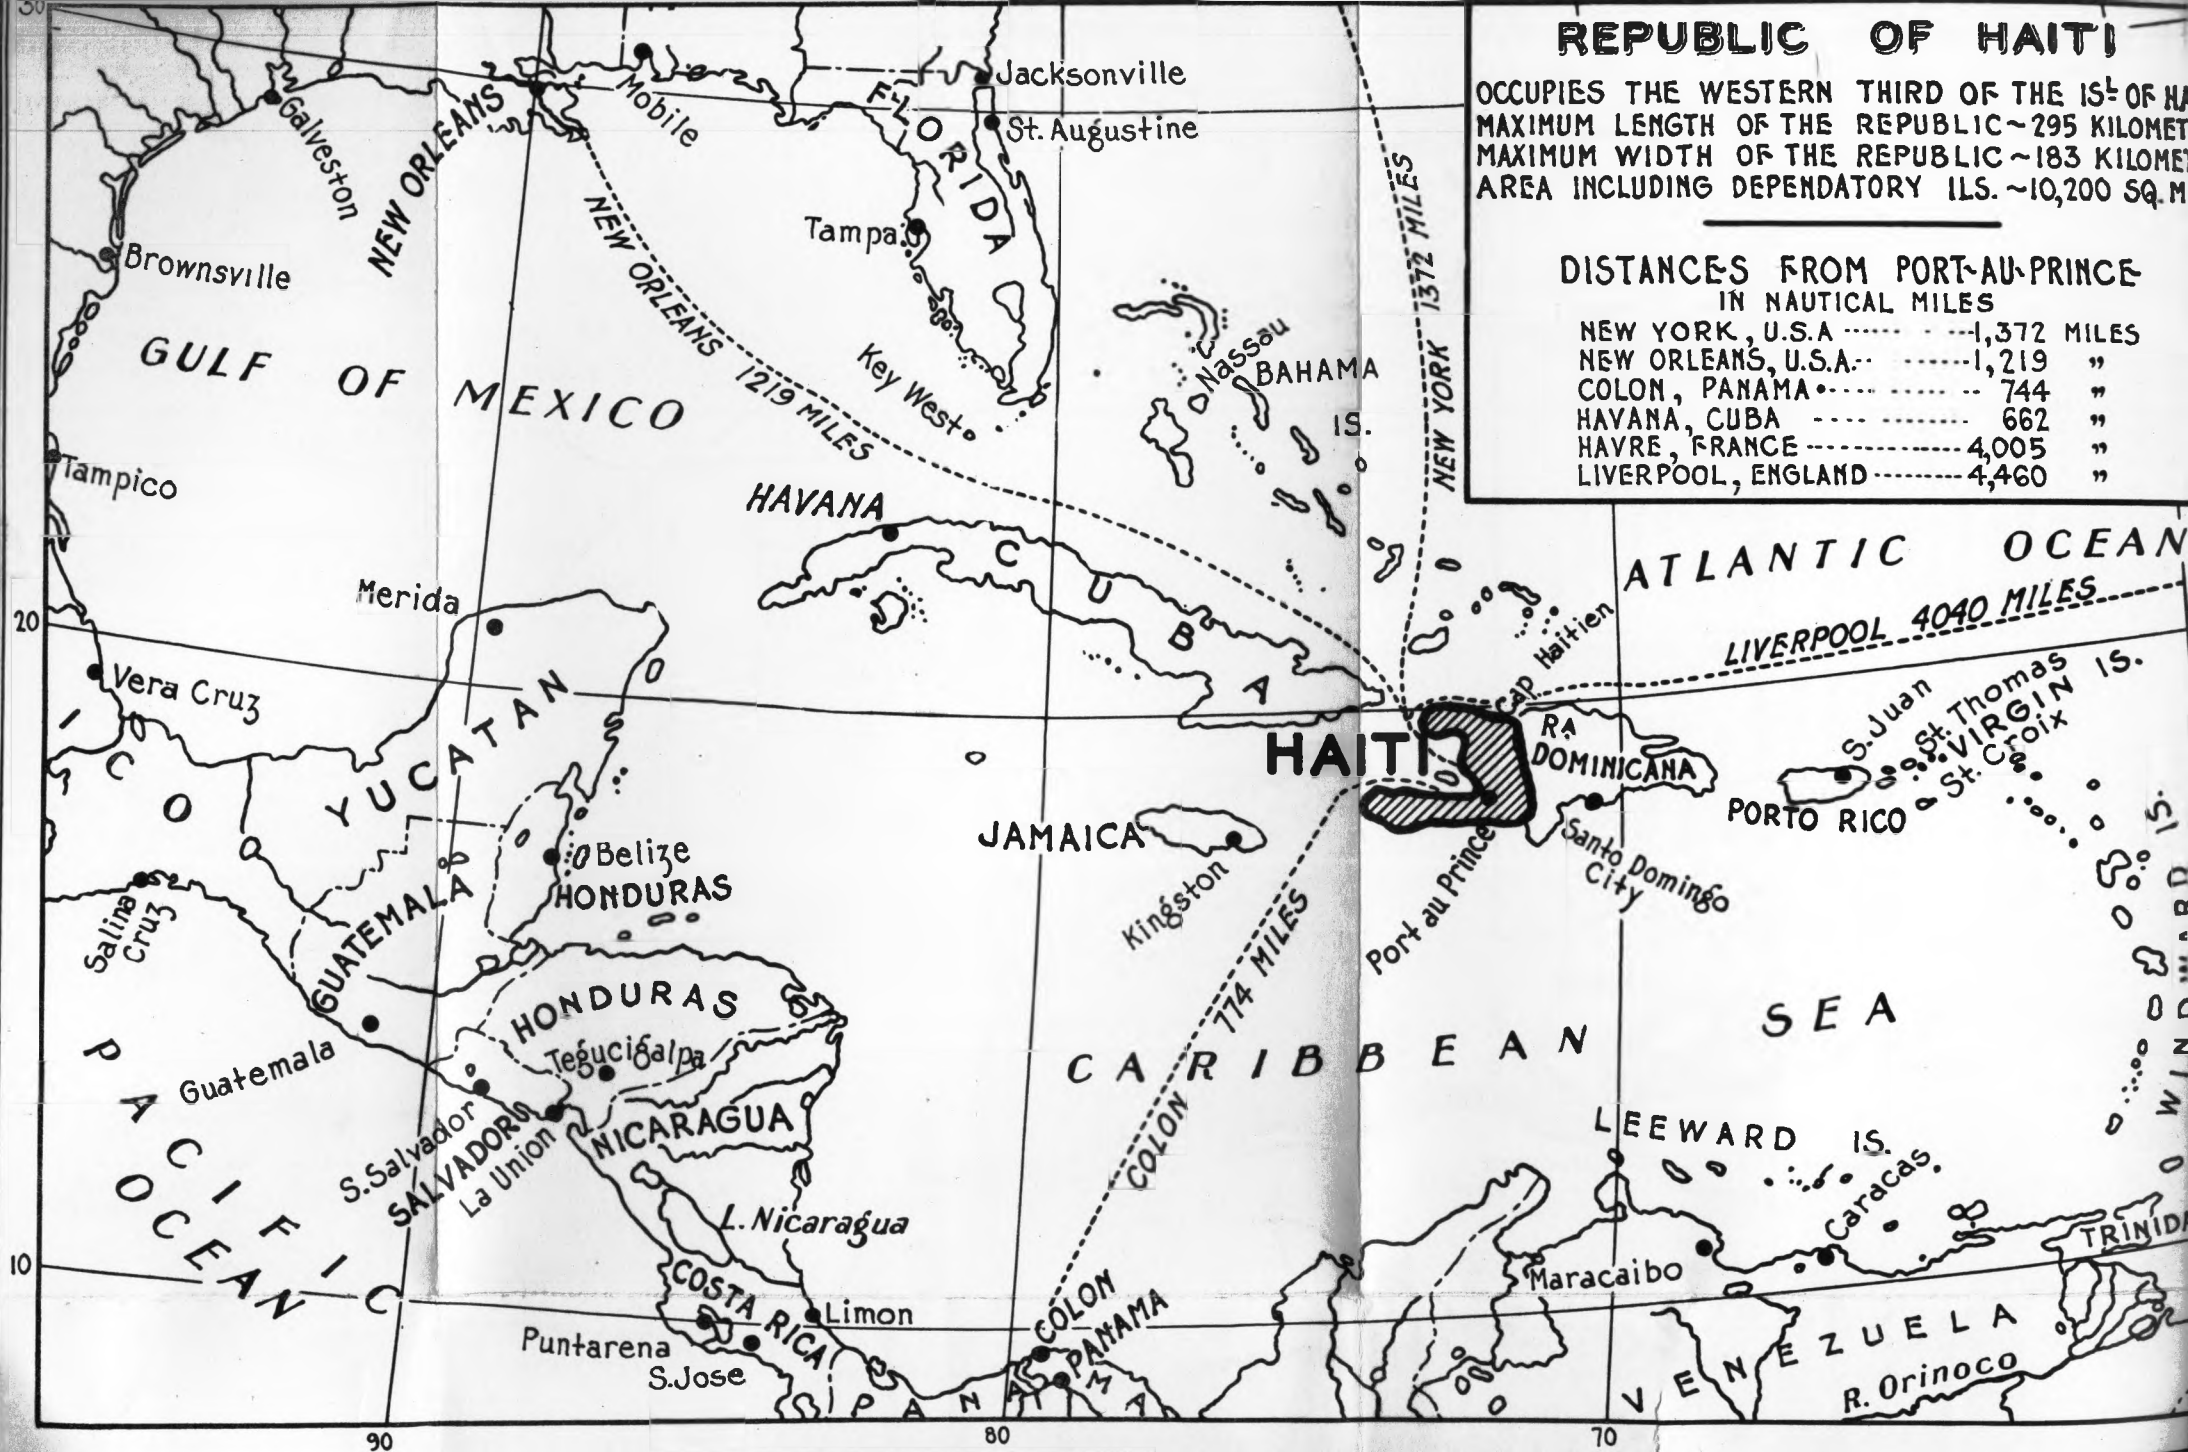 REPUBLIC OF HAITI
OCCUPIES THE WESTERN THIRD OF THE ISL OF HA
MAXIMUM LENGTH OF THE REPUBLIC~295 KILOMET
MAXIMUM WIDTH OF THE REPUBLIC~183 KILOME
AREA INCLUDING DEPENDATORY ILS.~10,200 SQ. M
DISTANCES FROM PORT-AU-PRINCE
IN NAUTICAL MILES
NEW YORK, U.S.A 1,372 MILES
NEW ORLEANS, U.S.A. 1,219 "
COLON, PANAMA 744 "
HAVANA, CUBA 662 "
HAVRE, FRANCE 4,005 "
LIVERPOOL, ENGLAND 4,460 "
30
Jacksonville
St. Augustine
FLORIDA
Mobile
Galveston
NEW ORLEANS
Tampa
Brownsville
NEW ORLEANS 1219 MILES
NEW YORK 1372 MILES
GULF OF MEXICO
Key West
Nassau
BAHAMA
IS.
Tampico
HAVANA
CUBA
ATLANTIC OCEAN
LIVERPOOL 4040 MILES
Merida
20
Vera Cruz
ICO
YUCATAN
Cap Haitien
HAITI
RA
DOMINICANA
S. Juan
St. Thomas
VIRGIN IS.
St. Croix
PORTO RICO
JAMAICA
Kingston
Port au Prince
Santo Domingo
City
Belize
HONDURAS
Salina
Cruz
GUATEMALA
HONDURAS
Tegucigalpa
Guatemala
774 MILES
COLON
CARIBBEAN SEA
WINDWARD IS.
PACIFIC
OCEAN
S. Salvador
SALVADOR
La Union
NICARAGUA
L. Nicaragua
LEEWARD IS.
Caracas
TRINIDA
10
COSTA RICA
Limon
Puntarena
S. Jose
COLON
PANAMA
PANAMA
Maracaibo
VENEZUELA
R. Orinoco
90
80
70